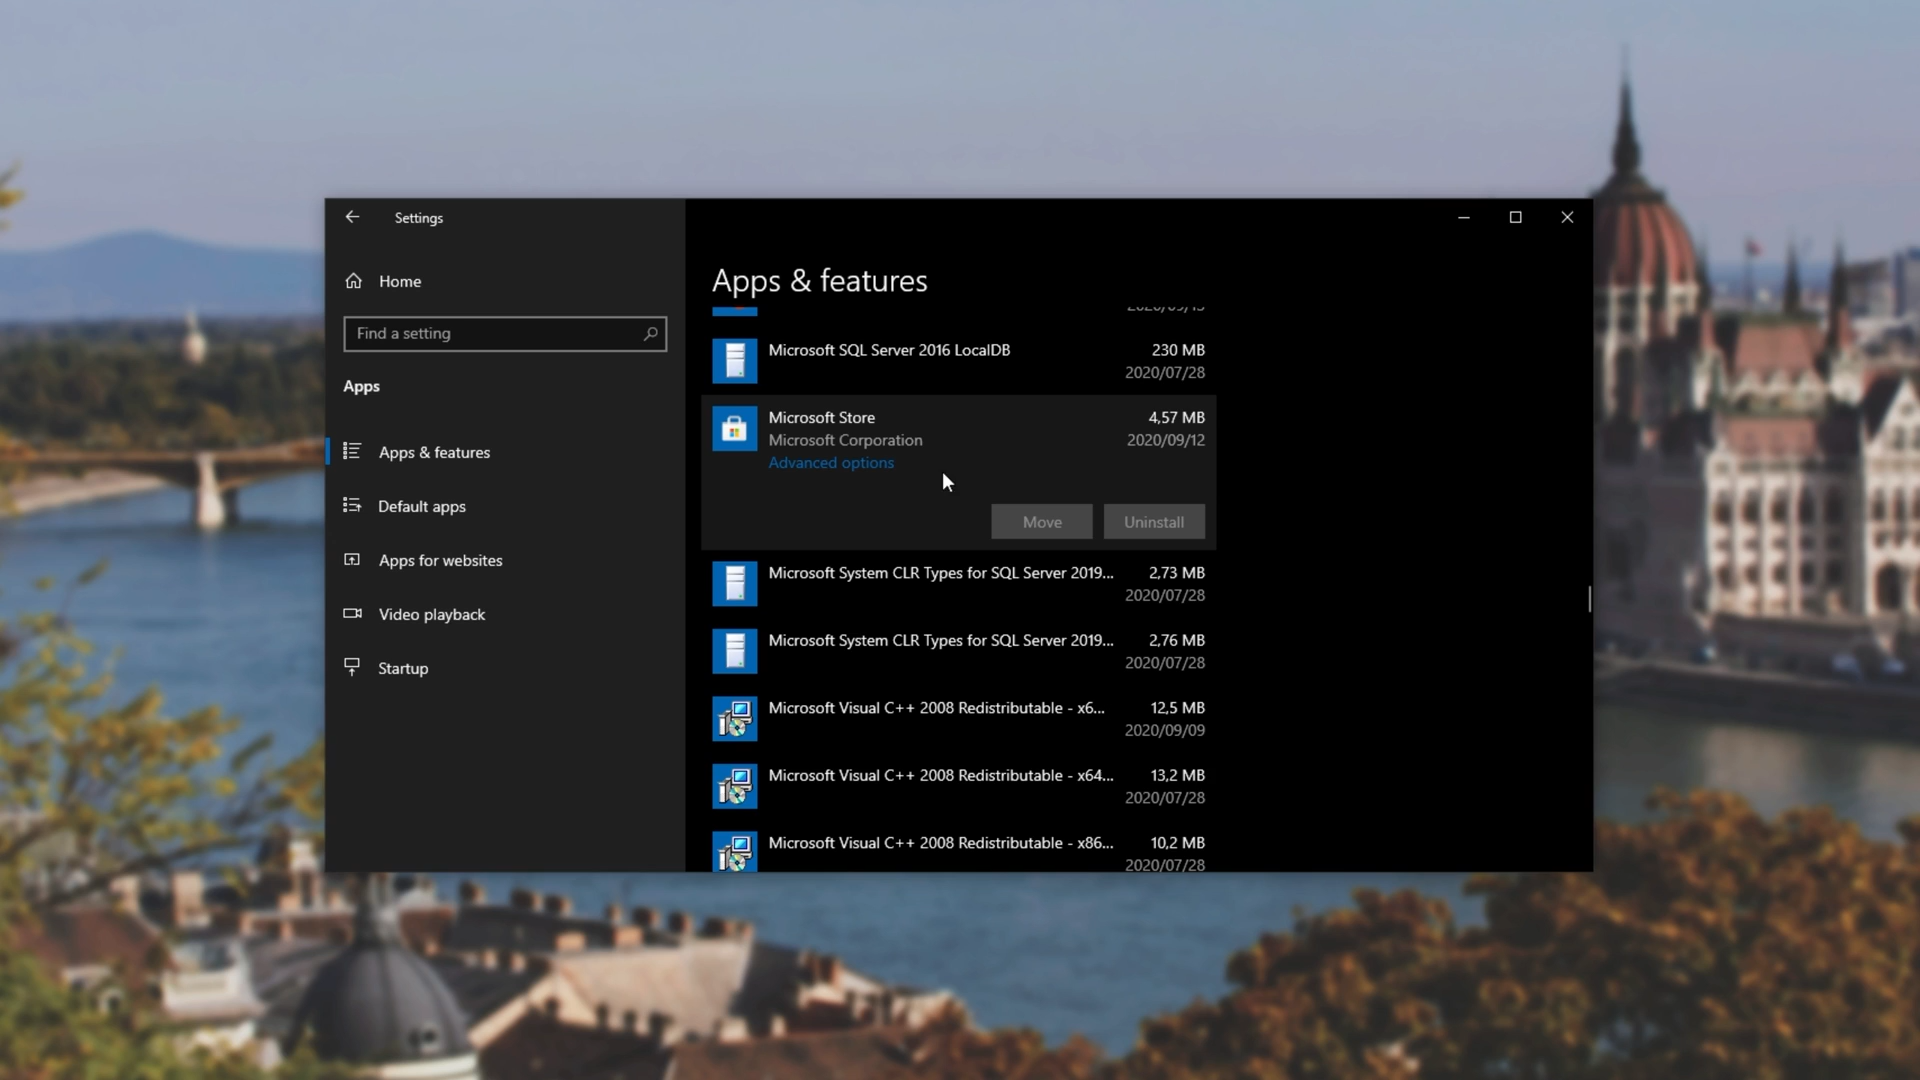 Settings
Home
Find a setting
Apps
Apps & features
Default apps
Apps for websites
Video playback
Startup
Apps & features
Microsoft SQL Server 2016 LocalDB 230 MB
2020/07/28
Microsoft Store 4,57 MB
Microsoft Corporation 2020/09/12
Advanced options
Move Uninstall
Microsoft System CLR Types for SQL Server 2019... 2,73 MB
2020/07/28
Microsoft System CLR Types for SQL Server 2019... 2,76 MB
2020/07/28
Microsoft Visual C++ 2008 Redistributable - x6... 12,5 MB
2020/09/09
Microsoft Visual C++ 2008 Redistributable - x64... 13,2 MB
2020/07/28
Microsoft Visual C++ 2008 Redistributable - x86... 10,2 MB
2020/07/28